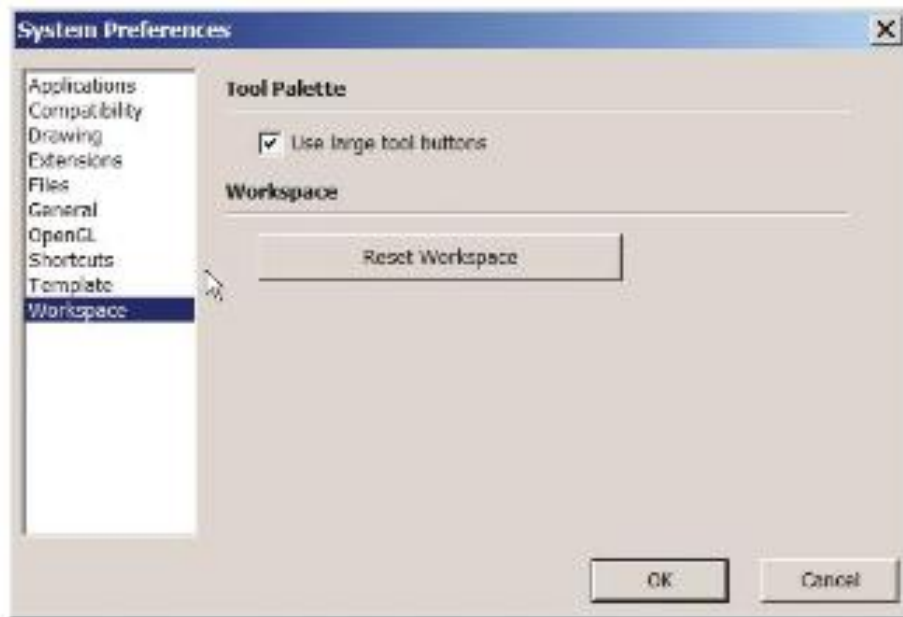 System Preferences
Applications
Compatibility
Drawing
Extensions
Files
General
OpenGL
Shortcuts
Template
Workspace
Tool Palette
Use large tool buttons
Workspace
Reset Workspace
OK
Cancel